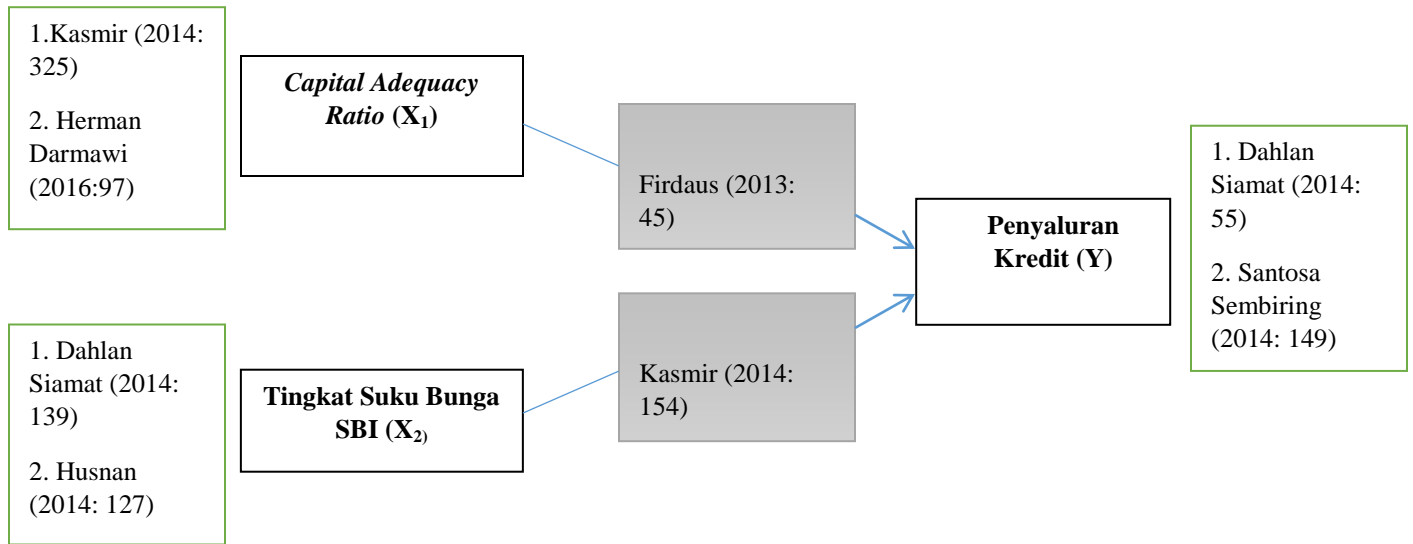 1.Kasmir (2014:
325)
2. Herman
Darmawi
(2016:97)
Capital Adequacy
Ratio (X₁)
Firdaus (2013:
45)
Penyaluran
Kredit (Y)
1. Dahlan
Siamat (2014:
55)
2. Santosa
Sembiring
(2014: 149)
1. Dahlan
Siamat (2014:
139)
2. Husnan
(2014: 127)
Tingkat Suku Bunga
SBI (X₂₎
Kasmir (2014:
154)